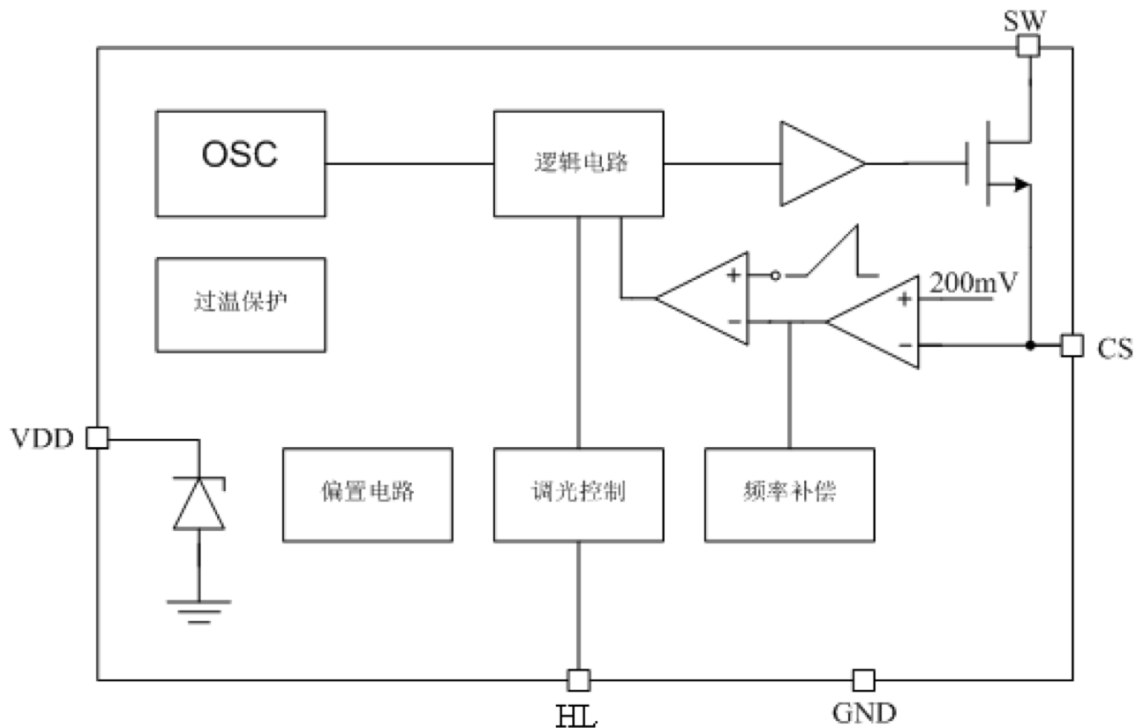 SW
OSC
逻辑电路
+
-
200mV
+
-
过温保护
CS
VDD
偏置电路
调光控制
频率补偿
HL
GND